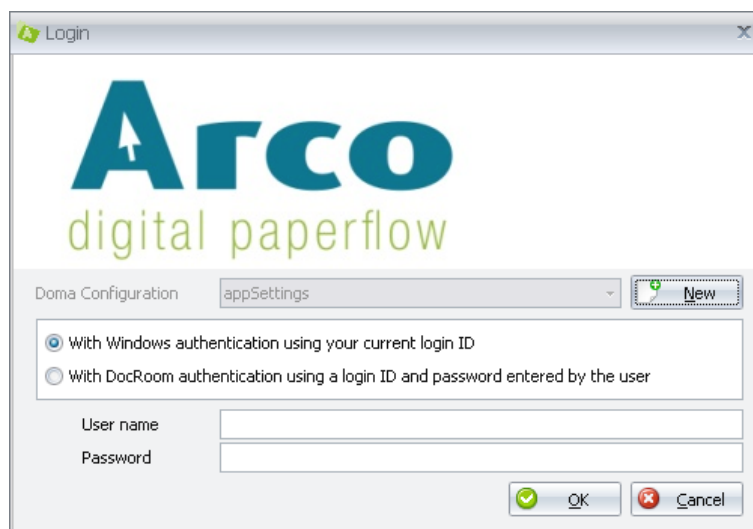 Login
Arco
digital paperflow
Doma Configuration appSettings New
With Windows authentication using your current login ID
With DocRoom authentication using a login ID and password entered by the user
User name
Password
OK Cancel